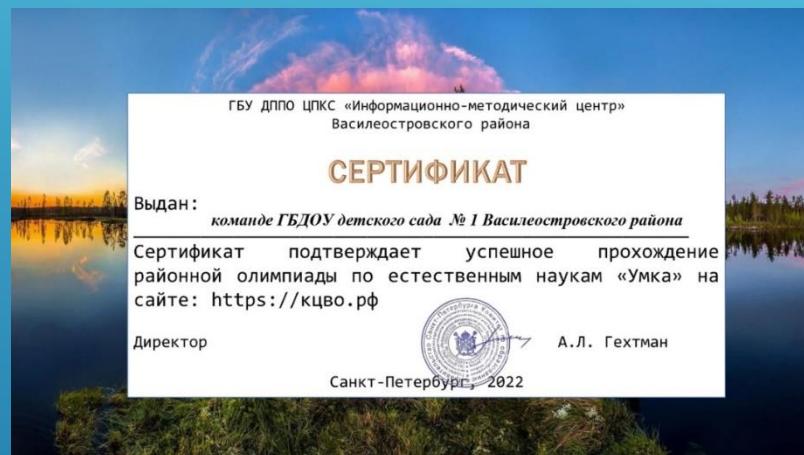 ГБУ ДППО ЦПКС «Информационно-методический центр»
Василеостровского района
СЕРТИФИКАТ
Выдан:
команде ГБДОУ детского сада № 1 Василеостровского района
Сертификат подтверждает успешное прохождение
районной олимпиады по естественным наукам «Умка» на
сайте: https://кцво.рф
Директор А.Л. Гехтман
Санкт-Петербург, 2022